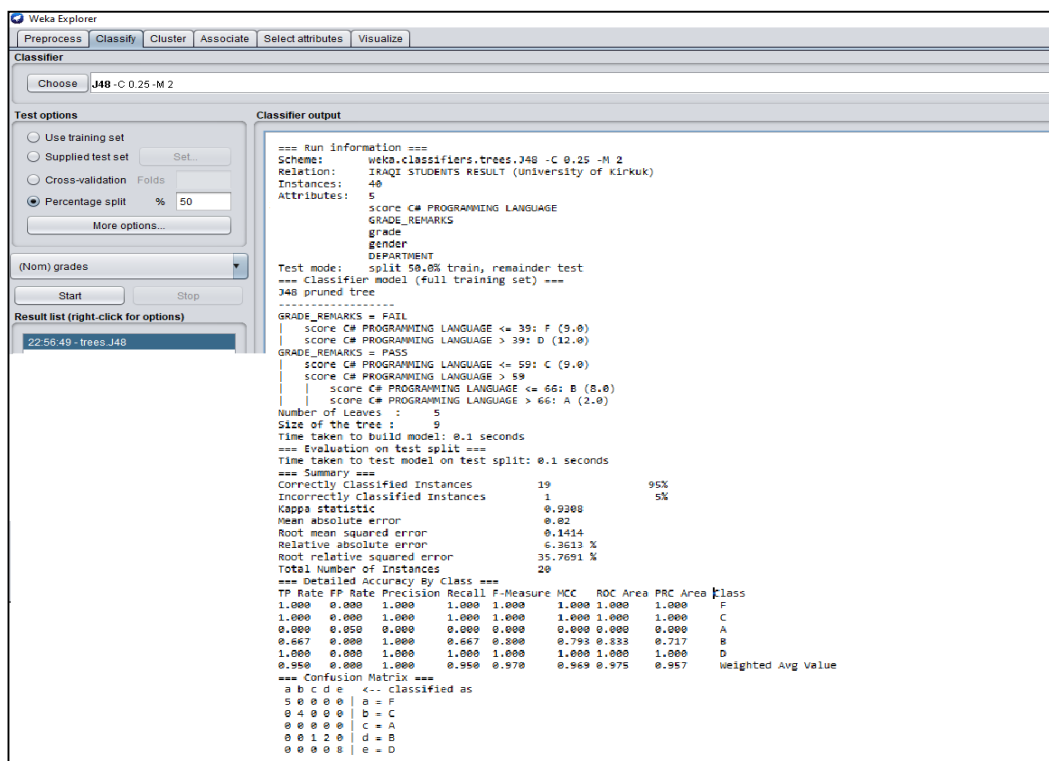 Weka Explorer
Preprocess Classify Cluster Associate Select attributes Visualize
Classifier
Choose J48 -C 0.25 -M 2
Test options
Use training set
Supplied test set Set...
Cross-validation Folds
Percentage split % 50
More options...
(Nom) grades
Start Stop
Result list (right-click for options)
22:56:49 - trees.J48
Classifier output
=== Run information ===
Scheme: weka.classifiers.trees.J48 -C 0.25 -M 2
Relation: IRAQI STUDENTS RESULT (University of Kirkuk)
Instances: 40
Attributes: 5
score C# PROGRAMMING LANGUAGE
GRADE_REMARKS
grade
gender
DEPARTMENT
Test mode: split 50.0% train, remainder test
=== Classifier model (full training set) ===
J48 pruned tree
------------------
GRADE_REMARKS = FAIL
| score C# PROGRAMMING LANGUAGE <= 39: F (9.0)
| score C# PROGRAMMING LANGUAGE > 39: D (12.0)
GRADE_REMARKS = PASS
| score C# PROGRAMMING LANGUAGE <= 59: C (9.0)
| score C# PROGRAMMING LANGUAGE > 59
| | score C# PROGRAMMING LANGUAGE <= 66: B (8.0)
| | score C# PROGRAMMING LANGUAGE > 66: A (2.0)
Number of Leaves : 5
Size of the tree : 9
Time taken to build model: 0.1 seconds
=== Evaluation on test split ===
Time taken to test model on test split: 0.1 seconds
=== Summary ===
Correctly Classified Instances 19 95%
Incorrectly Classified Instances 1 5%
Kappa statistic 0.9308
Mean absolute error 0.02
Root mean squared error 0.1414
Relative absolute error 6.3613 %
Root relative squared error 35.7691 %
Total Number of Instances 20
=== Detailed Accuracy By Class ===
TP Rate FP Rate Precision Recall F-Measure MCC ROC Area PRC Area Class
1.000 0.000 1.000 1.000 1.000 1.000 1.000 1.000 F
1.000 0.000 1.000 1.000 1.000 1.000 1.000 1.000 C
0.000 0.050 0.000 0.000 0.000 0.000 0.000 0.000 A
0.667 0.000 1.000 0.667 0.800 0.793 0.833 0.717 B
1.000 0.000 1.000 1.000 1.000 1.000 1.000 1.000 D
0.950 0.000 1.000 0.950 0.970 0.969 0.975 0.957 Weighted Avg Value
=== Confusion Matrix ===
a b c d e <-- classified as
5 0 0 0 0 | a = F
0 4 0 0 0 | b = C
0 0 0 0 0 | c = A
0 0 1 2 0 | d = B
0 0 0 0 8 | e = D